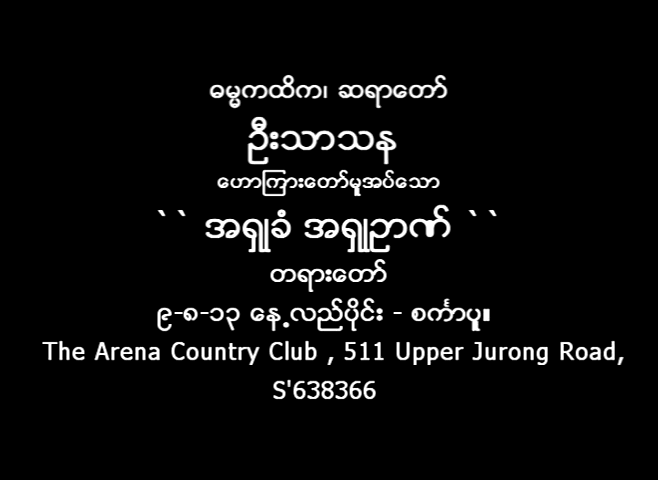 ဓမ္မကထိက၊ ဆရာတော်
ဦးသာသန
ဟောကြားတော်မူအပ်သော
`` အရှုခံ အရှုဉာဏ် ``
တရားတော်
၉-၈-၁၃ နေ့လည်ပိုင်း - စင်္ကာပူ။
The Arena Country Club , 511 Upper Jurong Road,
S'638366